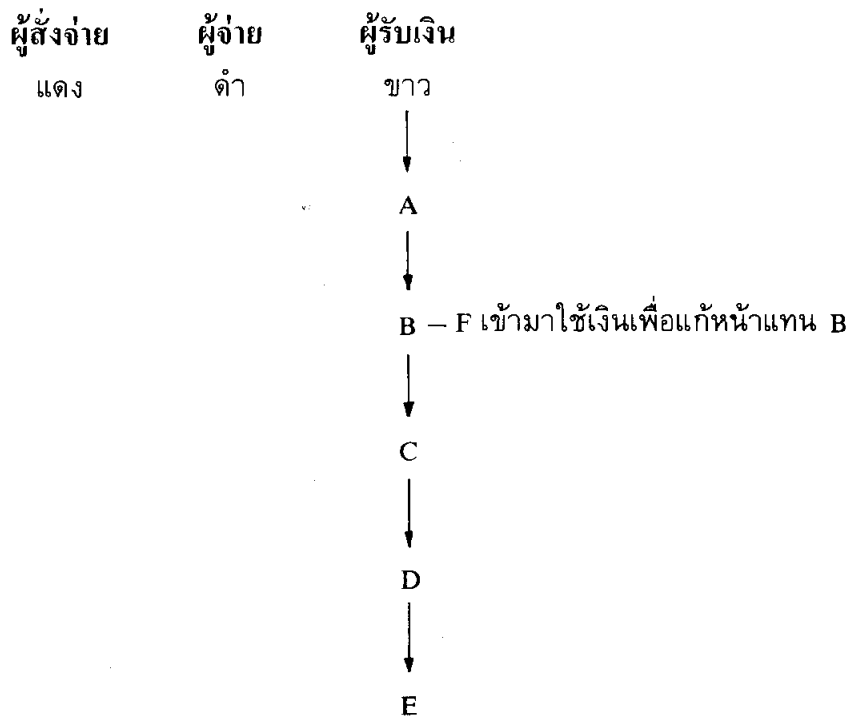 ผู้สั่งจ่าย ผู้จ่าย ผู้รับเงิน
แดง ดำ ขาว
A
B – F เข้ามาใช้เงินเพื่อแก้หน้าแทน B
C
D
E